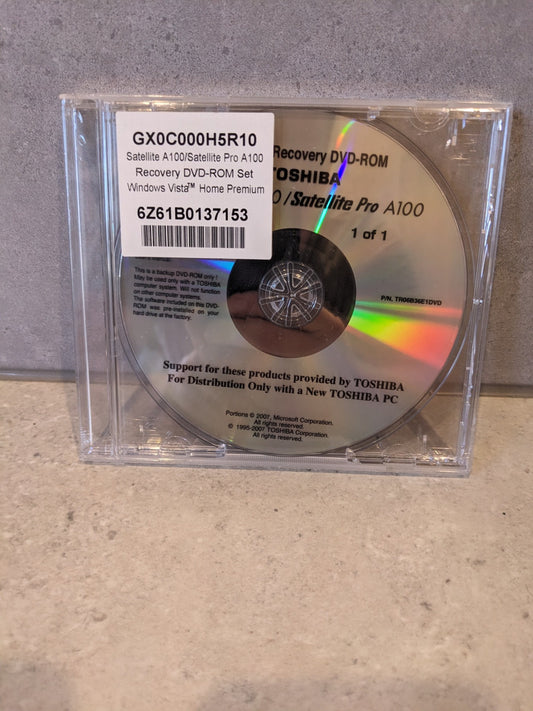 GX0C000H5R10
Satellite A100/Satellite Pro A100
Recovery DVD-ROM Set
Windows Vista™ Home Premium
6Z61B0137153
Recovery DVD-ROM
TOSHIBA
0/Satellite Pro A100
1 of 1
This is a backup DVD-ROM only !
May be used only with a TOSHIBA
computer system. Will not function
on other computer systems.
The software included on this DVD-
ROM was pre-installed on your
hard drive at the factory.
P/N, TR06B36E1DVD
Support for these products provided by TOSHIBA
For Distribution Only with a New TOSHIBA PC
Portions © 2007, Microsoft Corporation.
All rights reserved.
© 1995-2007 TOSHIBA Corporation.
All rights reserved.